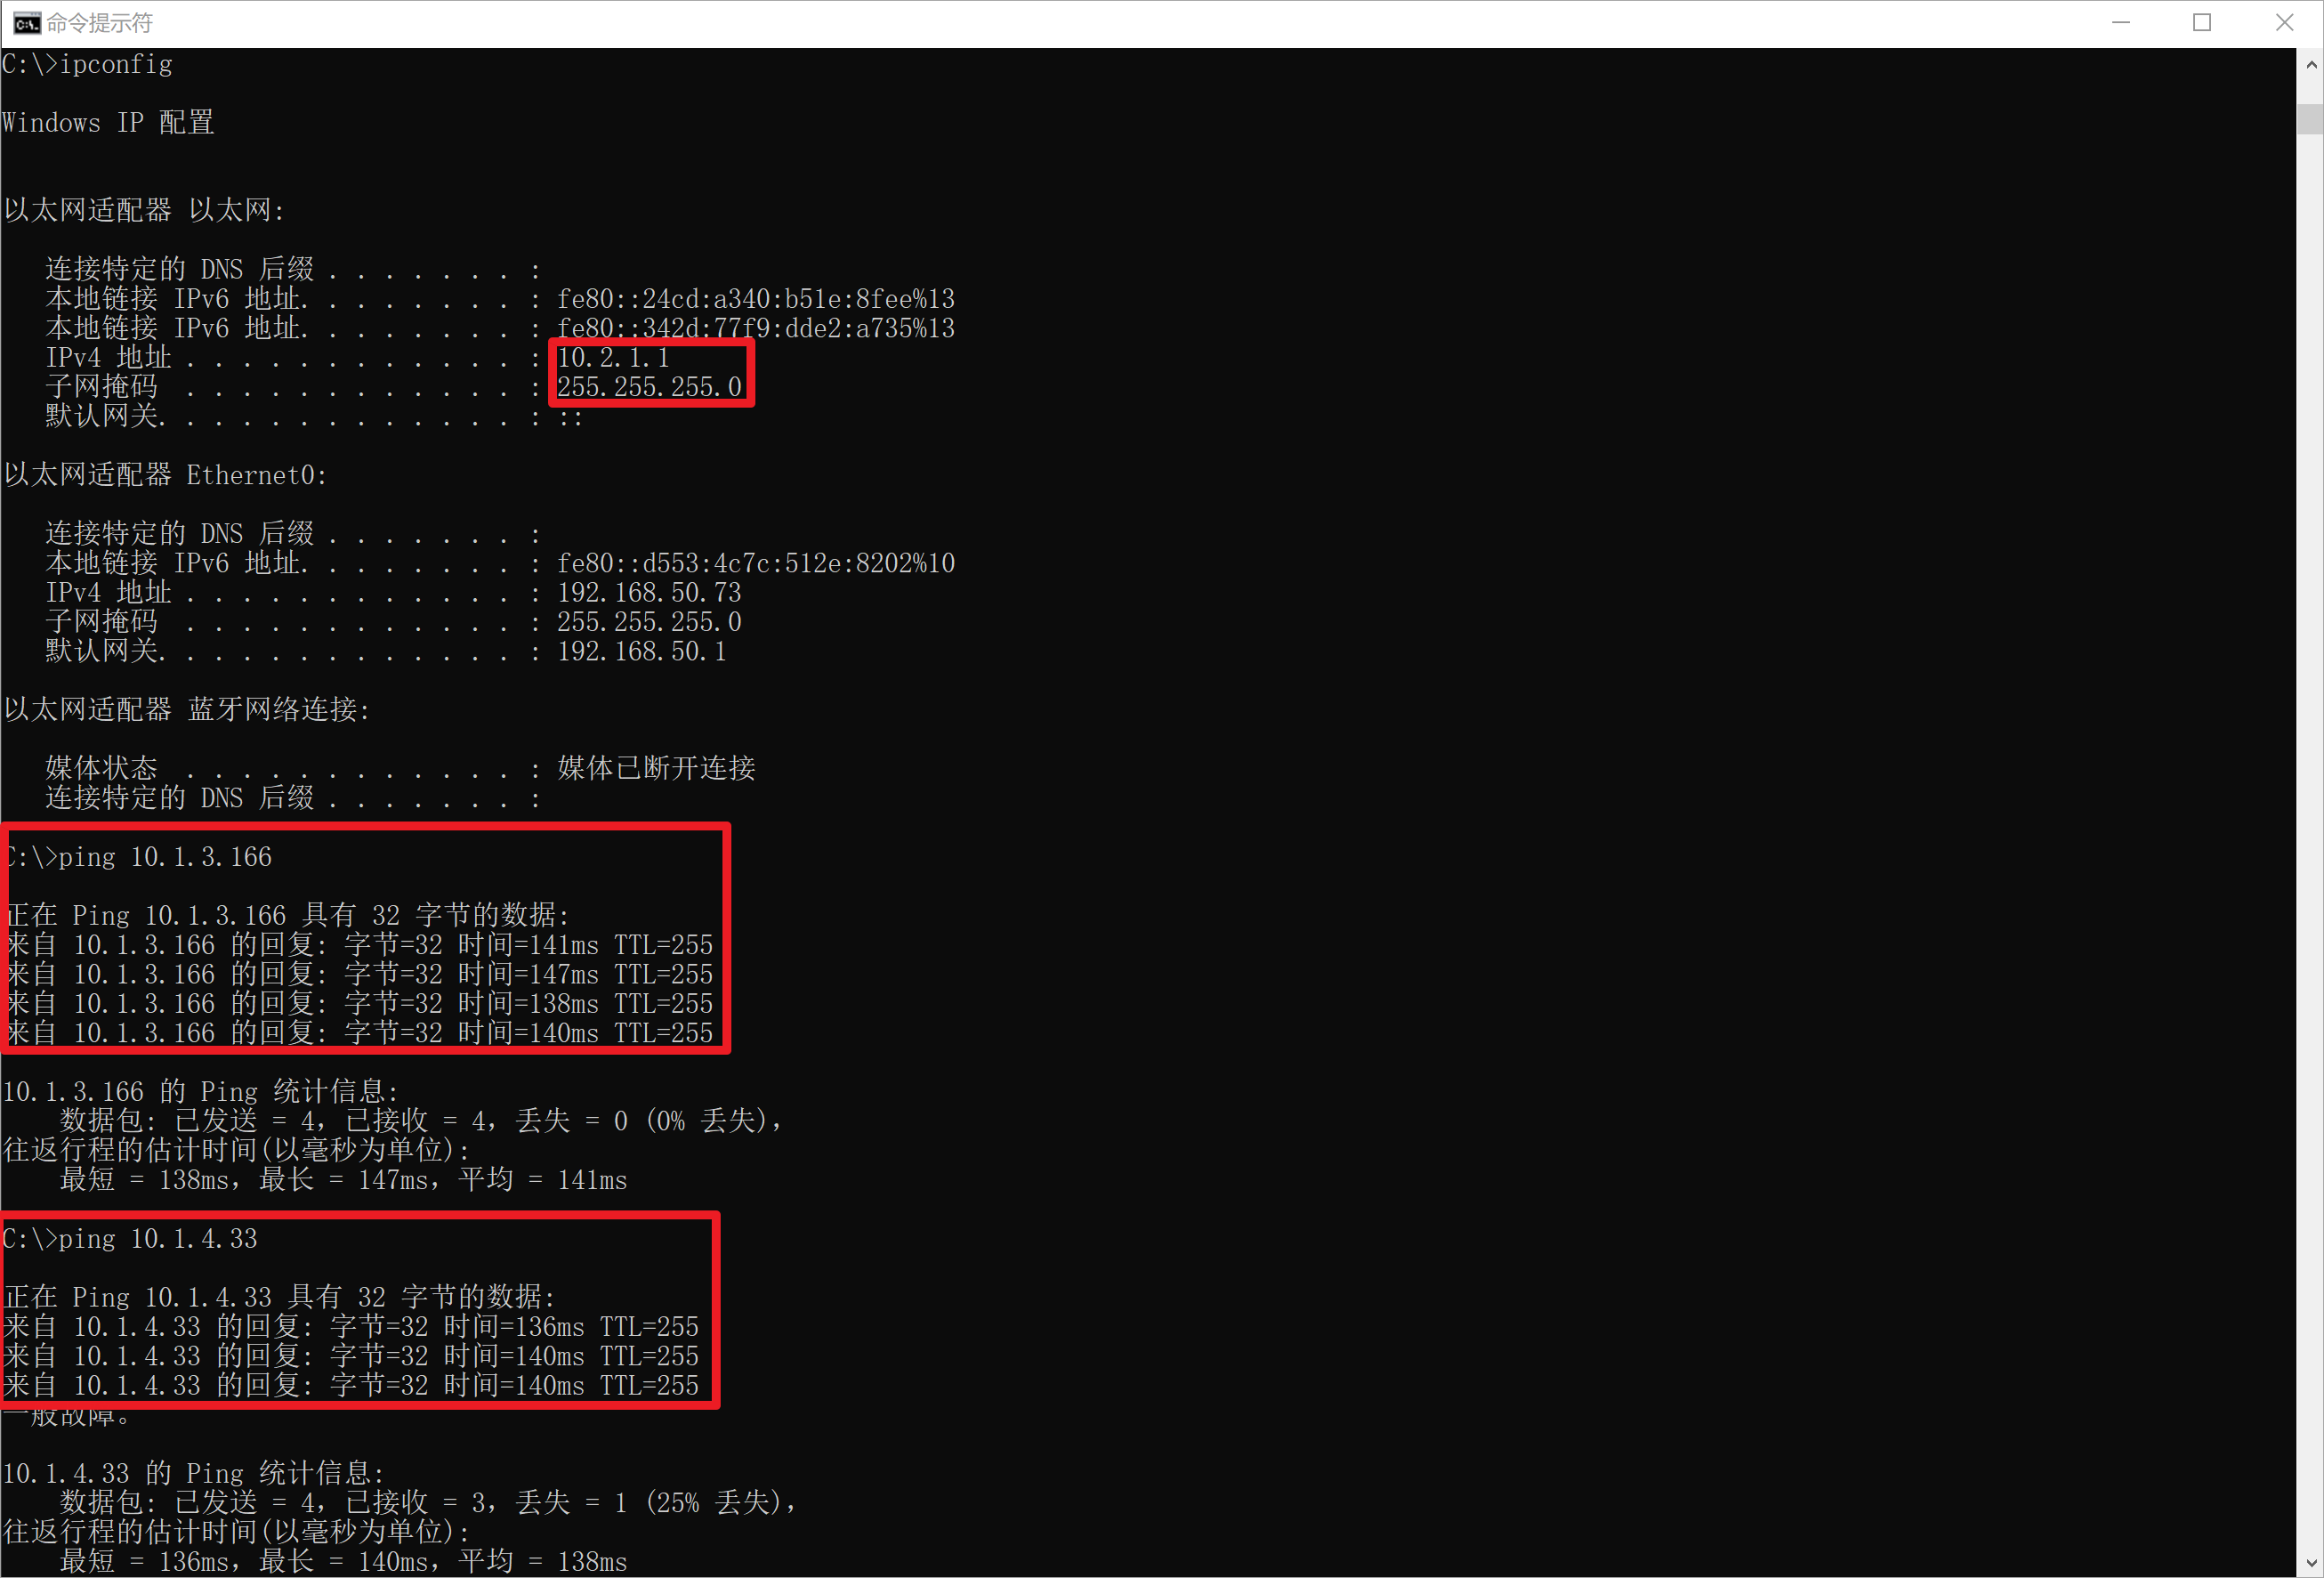 命令提示符
C:\>ipconfig
Windows IP 配置
以太网适配器 以太网:
连接特定的 DNS 后缀 . . . . . . . :
本地链接 IPv6 地址. . . . . . . . : fe80::24cd:a340:b51e:8fee%13
本地链接 IPv6 地址. . . . . . . . : fe80::342d:77f9:dde2:a735%13
IPv4 地址 . . . . . . . . . . . . . : 10.2.1.1
子网掩码  . . . . . . . . . . . . : 255.255.255.0
默认网关. . . . . . . . . . . . . : ::
以太网适配器 Ethernet0:
连接特定的 DNS 后缀 . . . . . . . :
本地链接 IPv6 地址. . . . . . . . : fe80::d553:4c7c:512e:8202%10
IPv4 地址 . . . . . . . . . . . . . : 192.168.50.73
子网掩码  . . . . . . . . . . . . : 255.255.255.0
默认网关. . . . . . . . . . . . . : 192.168.50.1
以太网适配器 蓝牙网络连接:
媒体状态  . . . . . . . . . . . . : 媒体已断开连接
连接特定的 DNS 后缀 . . . . . . . :
C:\>ping 10.1.3.166
正在 Ping 10.1.3.166 具有 32 字节的数据:
来自 10.1.3.166 的回复: 字节=32 时间=141ms TTL=255
来自 10.1.3.166 的回复: 字节=32 时间=147ms TTL=255
来自 10.1.3.166 的回复: 字节=32 时间=138ms TTL=255
来自 10.1.3.166 的回复: 字节=32 时间=140ms TTL=255
10.1.3.166 的 Ping 统计信息:
数据包: 已发送 = 4，已接收 = 4，丢失 = 0 (0% 丢失)，
往返行程的估计时间(以毫秒为单位):
最短 = 138ms，最长 = 147ms，平均 = 141ms
C:\>ping 10.1.4.33
正在 Ping 10.1.4.33 具有 32 字节的数据:
来自 10.1.4.33 的回复: 字节=32 时间=136ms TTL=255
来自 10.1.4.33 的回复: 字节=32 时间=140ms TTL=255
来自 10.1.4.33 的回复: 字节=32 时间=140ms TTL=255
一般故障。
10.1.4.33 的 Ping 统计信息:
数据包: 已发送 = 4，已接收 = 3，丢失 = 1 (25% 丢失)，
往返行程的估计时间(以毫秒为单位):
最短 = 136ms，最长 = 140ms，平均 = 138ms